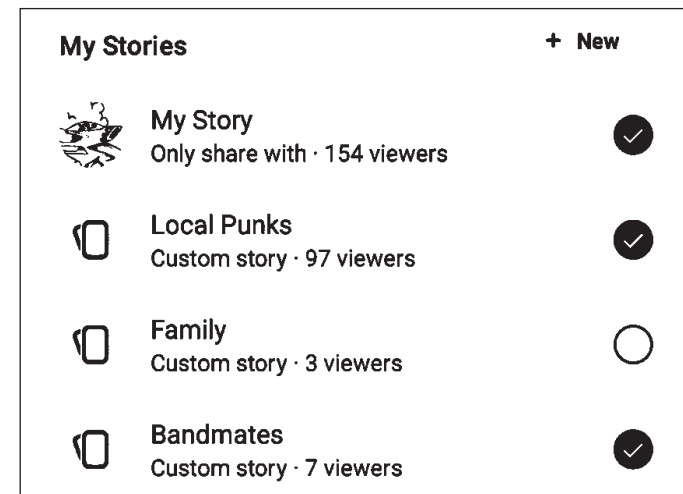 My Stories
+ New
My Story
Only share with · 154 viewers
Local Punks
Custom story · 97 viewers
Family
Custom story · 3 viewers
Bandmates
Custom story · 7 viewers